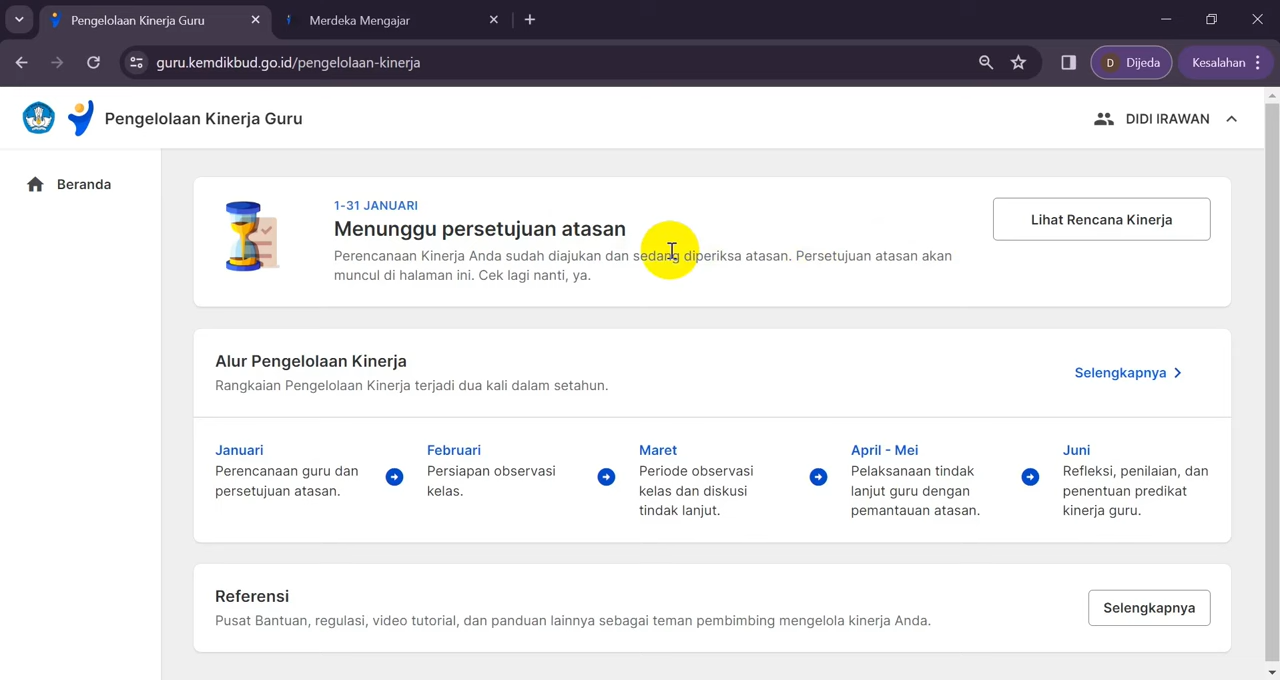 Pengelolaan Kinerja Guru
Merdeka Mengajar
guru.kemdikbud.go.id/pengelolaan-kinerja
D Dijeda
Kesalahan
Pengelolaan Kinerja Guru
DIDI IRAWAN
Beranda
1-31 JANUARI
Menunggu persetujuan atasan
Perencanaan Kinerja Anda sudah diajukan dan sedang diperiksa atasan. Persetujuan atasan akan
muncul di halaman ini. Cek lagi nanti, ya.
Lihat Rencana Kinerja
Alur Pengelolaan Kinerja
Rangkaian Pengelolaan Kinerja terjadi dua kali dalam setahun.
Selengkapnya
Januari
Perencanaan guru dan
persetujuan atasan.
Februari
Persiapan observasi
kelas.
Maret
Periode observasi
kelas dan diskusi
tindak lanjut.
April - Mei
Pelaksanaan tindak
lanjut guru dengan
pemantauan atasan.
Juni
Refleksi, penilaian, dan
penentuan predikat
kinerja guru.
Referensi
Pusat Bantuan, regulasi, video tutorial, dan panduan lainnya sebagai teman pembimbing mengelola kinerja Anda.
Selengkapnya